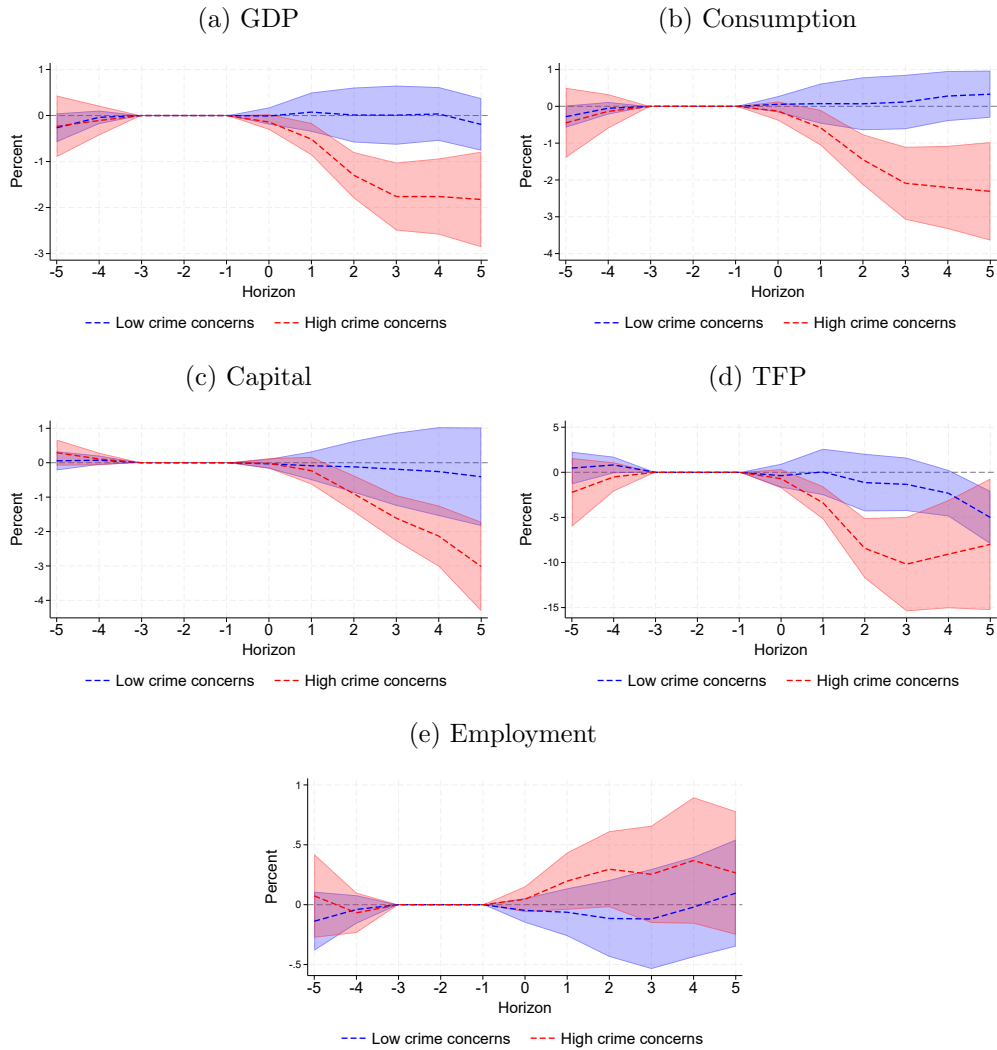 (a) GDP
(b) Consumption
1
0
-1
-2
-3
Percent
-5 -4 -3 -2 -1 0 1 2 3 4 5
Horizon
Low crime concerns High crime concerns
1
0
-1
-2
-3
-4
Percent
-5 -4 -3 -2 -1 0 1 2 3 4 5
Horizon
Low crime concerns High crime concerns
(c) Capital
(d) TFP
1
0
-1
-2
-3
-4
Percent
-5 -4 -3 -2 -1 0 1 2 3 4 5
Horizon
Low crime concerns High crime concerns
5
0
-5
-10
-15
Percent
-5 -4 -3 -2 -1 0 1 2 3 4 5
Horizon
Low crime concerns High crime concerns
(e) Employment
1
.5
0
-.5
Percent
-5 -4 -3 -2 -1 0 1 2 3 4 5
Horizon
Low crime concerns High crime concerns